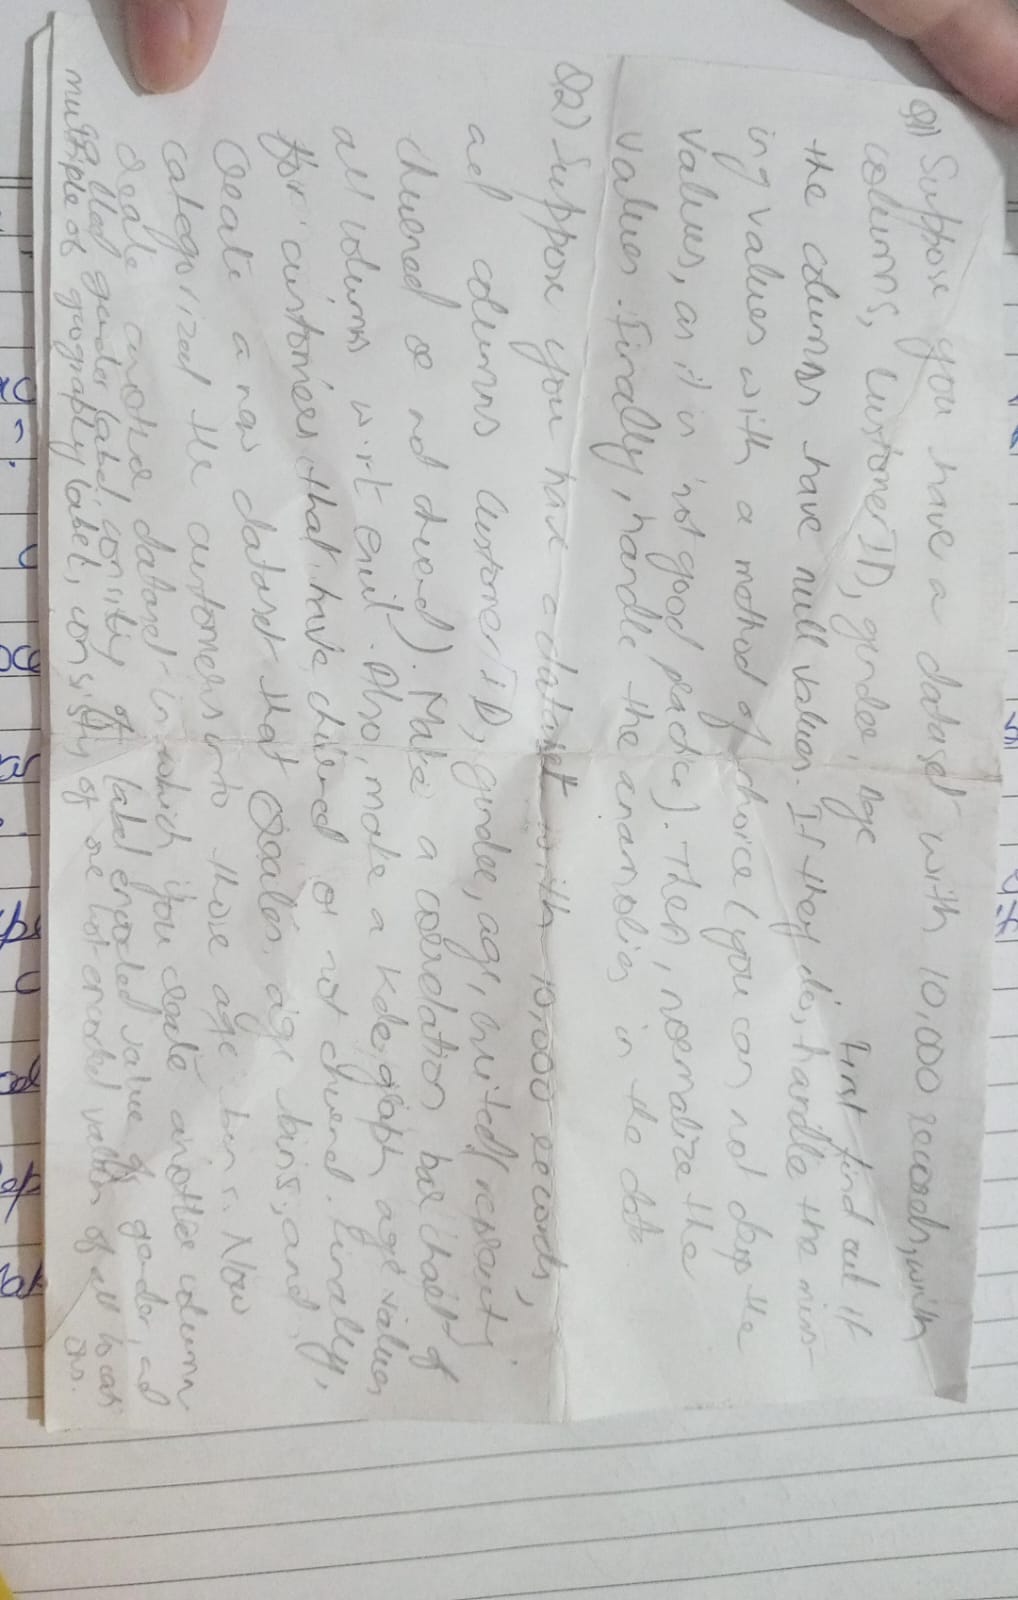 Q1) Suppose you have a dataset with 10,000 records, with
columns, CustomerID, gender, Age
. First find out if
the columns have null values. If they do, handle the miss-
ing values with a method of choice (you can not drop the
values, as it is not good practice). Then, normalize the
values. Finally, handle the anamolies in the data
Q2) Suppose you have a dataset with 10,000 records,
ad columns CustomerID, gender, age, exited (
churned or not churned). Make a correlation bar chart of
all columns w.r.t exit. Also, make a Kde graph age values
for customers that have churned or not churned. Finally,
Create a new dataset that creates age bins, and
categorized the customers into those age bins. Now
create another dataset in which you create another column
called gender label, consisting of label encoded value of gender, ad
multiple of geography label, consisting of one hot encoded values of all locati
ons.